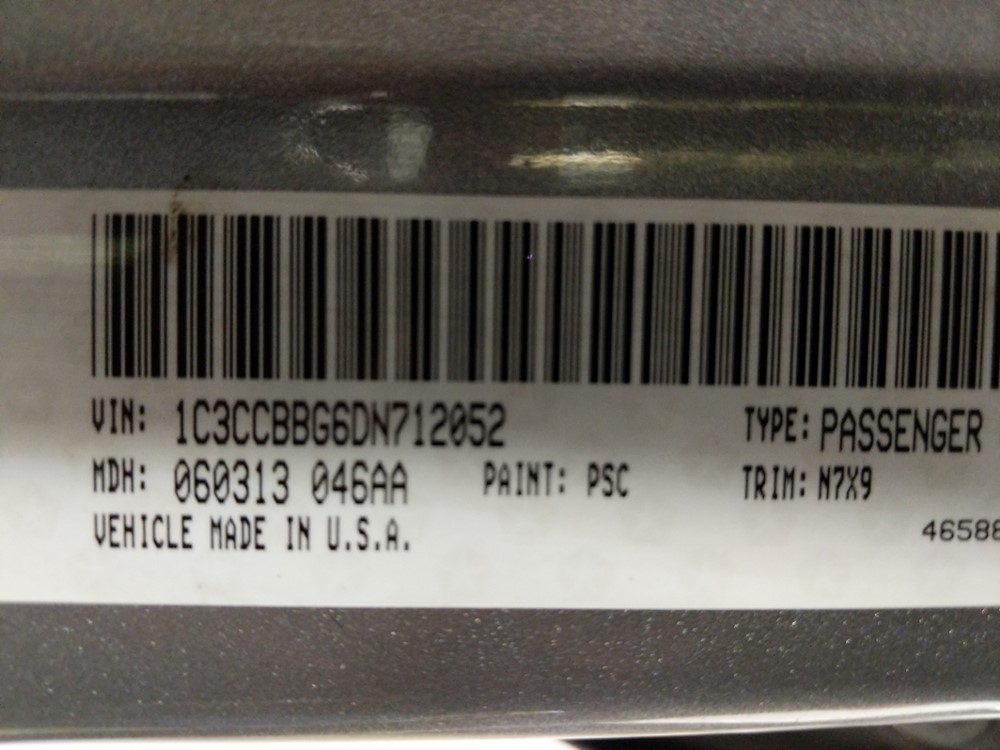 VIN: 1C3CCBBG6DN712052 TYPE: PASSENGER
MDH: 060313 046AA PAINT: PSC TRIM: N7X9
VEHICLE MADE IN U.S.A.